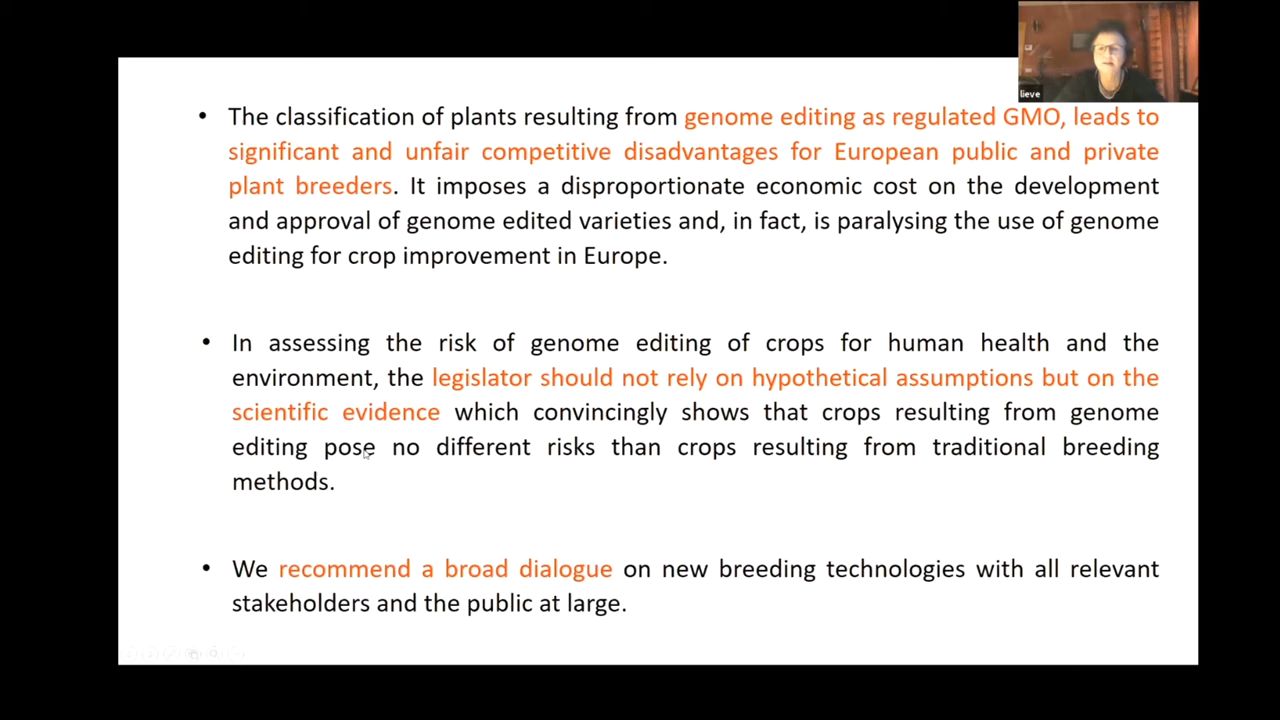 lieve
• The classification of plants resulting from genome editing as regulated GMO, leads to
significant and unfair competitive disadvantages for European public and private
plant breeders. It imposes a disproportionate economic cost on the development
and approval of genome edited varieties and, in fact, is paralysing the use of genome
editing for crop improvement in Europe.
• In assessing the risk of genome editing of crops for human health and the
environment, the legislator should not rely on hypothetical assumptions but on the
scientific evidence which convincingly shows that crops resulting from genome
editing pose no different risks than crops resulting from traditional breeding
methods.
• We recommend a broad dialogue on new breeding technologies with all relevant
stakeholders and the public at large.